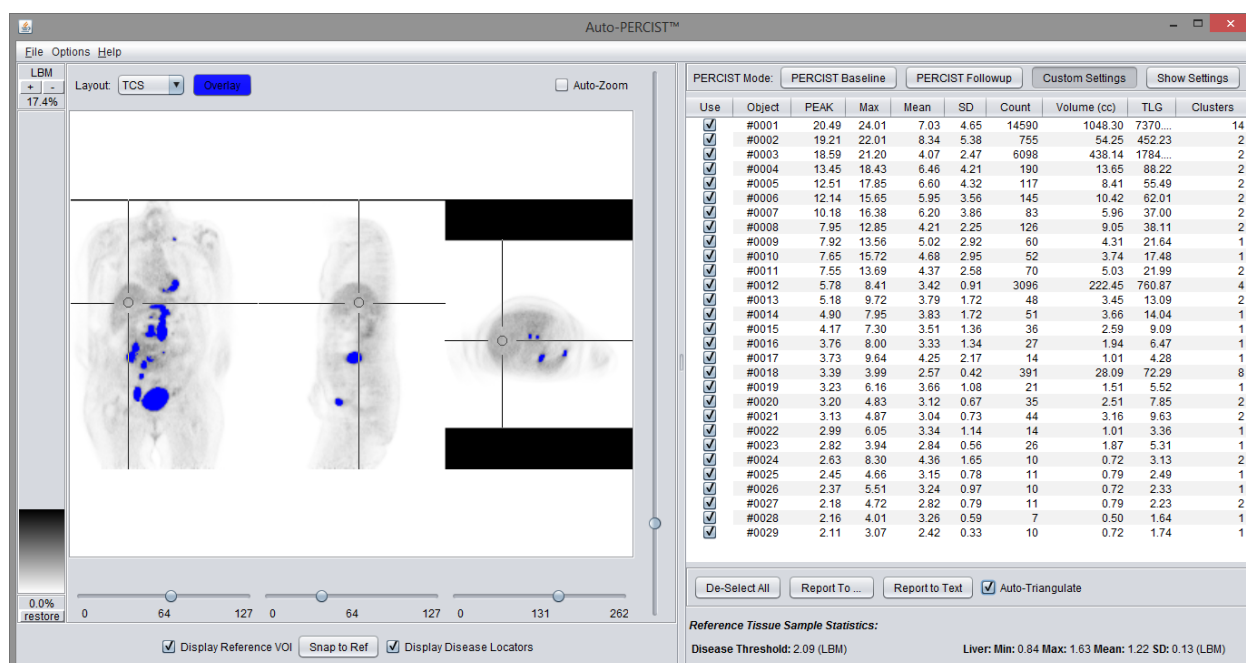 Auto-PERCIST™
File Options Help
LBM
+ -
17.4%
Layout: TCS Overlay Auto-Zoom
0.0%
restore
0 64 127 0 64 127 0 131 262
Display Reference VOI Snap to Ref Display Disease Locators
PERCIST Mode: PERCIST Baseline PERCIST Followup Custom Settings Show Settings
Use Object PEAK Max Mean SD Count Volume (cc) TLG Clusters
#0001 20.49 24.01 7.03 4.65 14590 1048.30 7370.... 14
#0002 19.21 22.01 8.34 5.38 755 54.25 452.23 2
#0003 18.59 21.20 4.07 2.47 6098 438.14 1784.... 2
#0004 13.45 18.43 6.46 4.21 190 13.65 88.22 2
#0005 12.51 17.85 6.60 4.32 117 8.41 55.49 2
#0006 12.14 15.65 5.95 3.56 145 10.42 62.01 2
#0007 10.18 16.38 6.20 3.86 83 5.96 37.00 2
#0008 7.95 12.85 4.21 2.25 126 9.05 38.11 2
#0009 7.92 13.56 5.02 2.92 60 4.31 21.64 1
#0010 7.65 15.72 4.68 2.95 52 3.74 17.48 1
#0011 7.55 13.69 4.37 2.58 70 5.03 21.99 2
#0012 5.78 8.41 3.42 0.91 3096 222.45 760.87 4
#0013 5.18 9.72 3.79 1.72 48 3.45 13.09 2
#0014 4.90 7.95 3.83 1.72 51 3.66 14.04 1
#0015 4.17 7.30 3.51 1.36 36 2.59 9.09 1
#0016 3.76 8.00 3.33 1.34 27 1.94 6.47 1
#0017 3.73 9.64 4.25 2.17 14 1.01 4.28 1
#0018 3.39 3.99 2.57 0.42 391 28.09 72.29 8
#0019 3.23 6.16 3.66 1.08 21 1.51 5.52 1
#0020 3.20 4.83 3.12 0.67 35 2.51 7.85 2
#0021 3.13 4.87 3.04 0.73 44 3.16 9.63 2
#0022 2.99 6.05 3.34 1.14 14 1.01 3.36 1
#0023 2.82 3.94 2.84 0.56 26 1.87 5.31 1
#0024 2.63 8.30 4.36 1.65 10 0.72 3.13 2
#0025 2.45 4.66 3.15 0.78 11 0.79 2.49 1
#0026 2.37 5.51 3.24 0.97 10 0.72 2.33 1
#0027 2.18 4.72 2.82 0.79 11 0.79 2.23 2
#0028 2.16 4.01 3.26 0.59 7 0.50 1.64 1
#0029 2.11 3.07 2.42 0.33 10 0.72 1.74 1
De-Select All Report To ... Report to Text Auto-Triangulate
Reference Tissue Sample Statistics:
Disease Threshold: 2.09 (LBM) Liver: Min: 0.84 Max: 1.63 Mean: 1.22 SD: 0.13 (LBM)